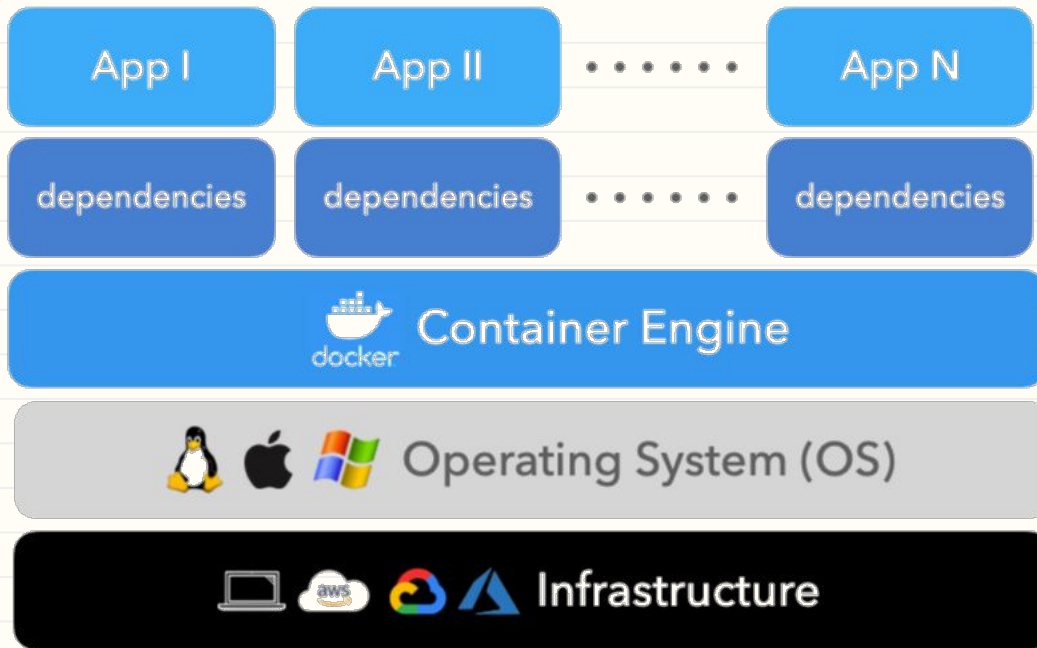 App I
App II
App N
dependencies
dependencies
dependencies
docker
Container Engine
Operating System (OS)
aws
Infrastructure